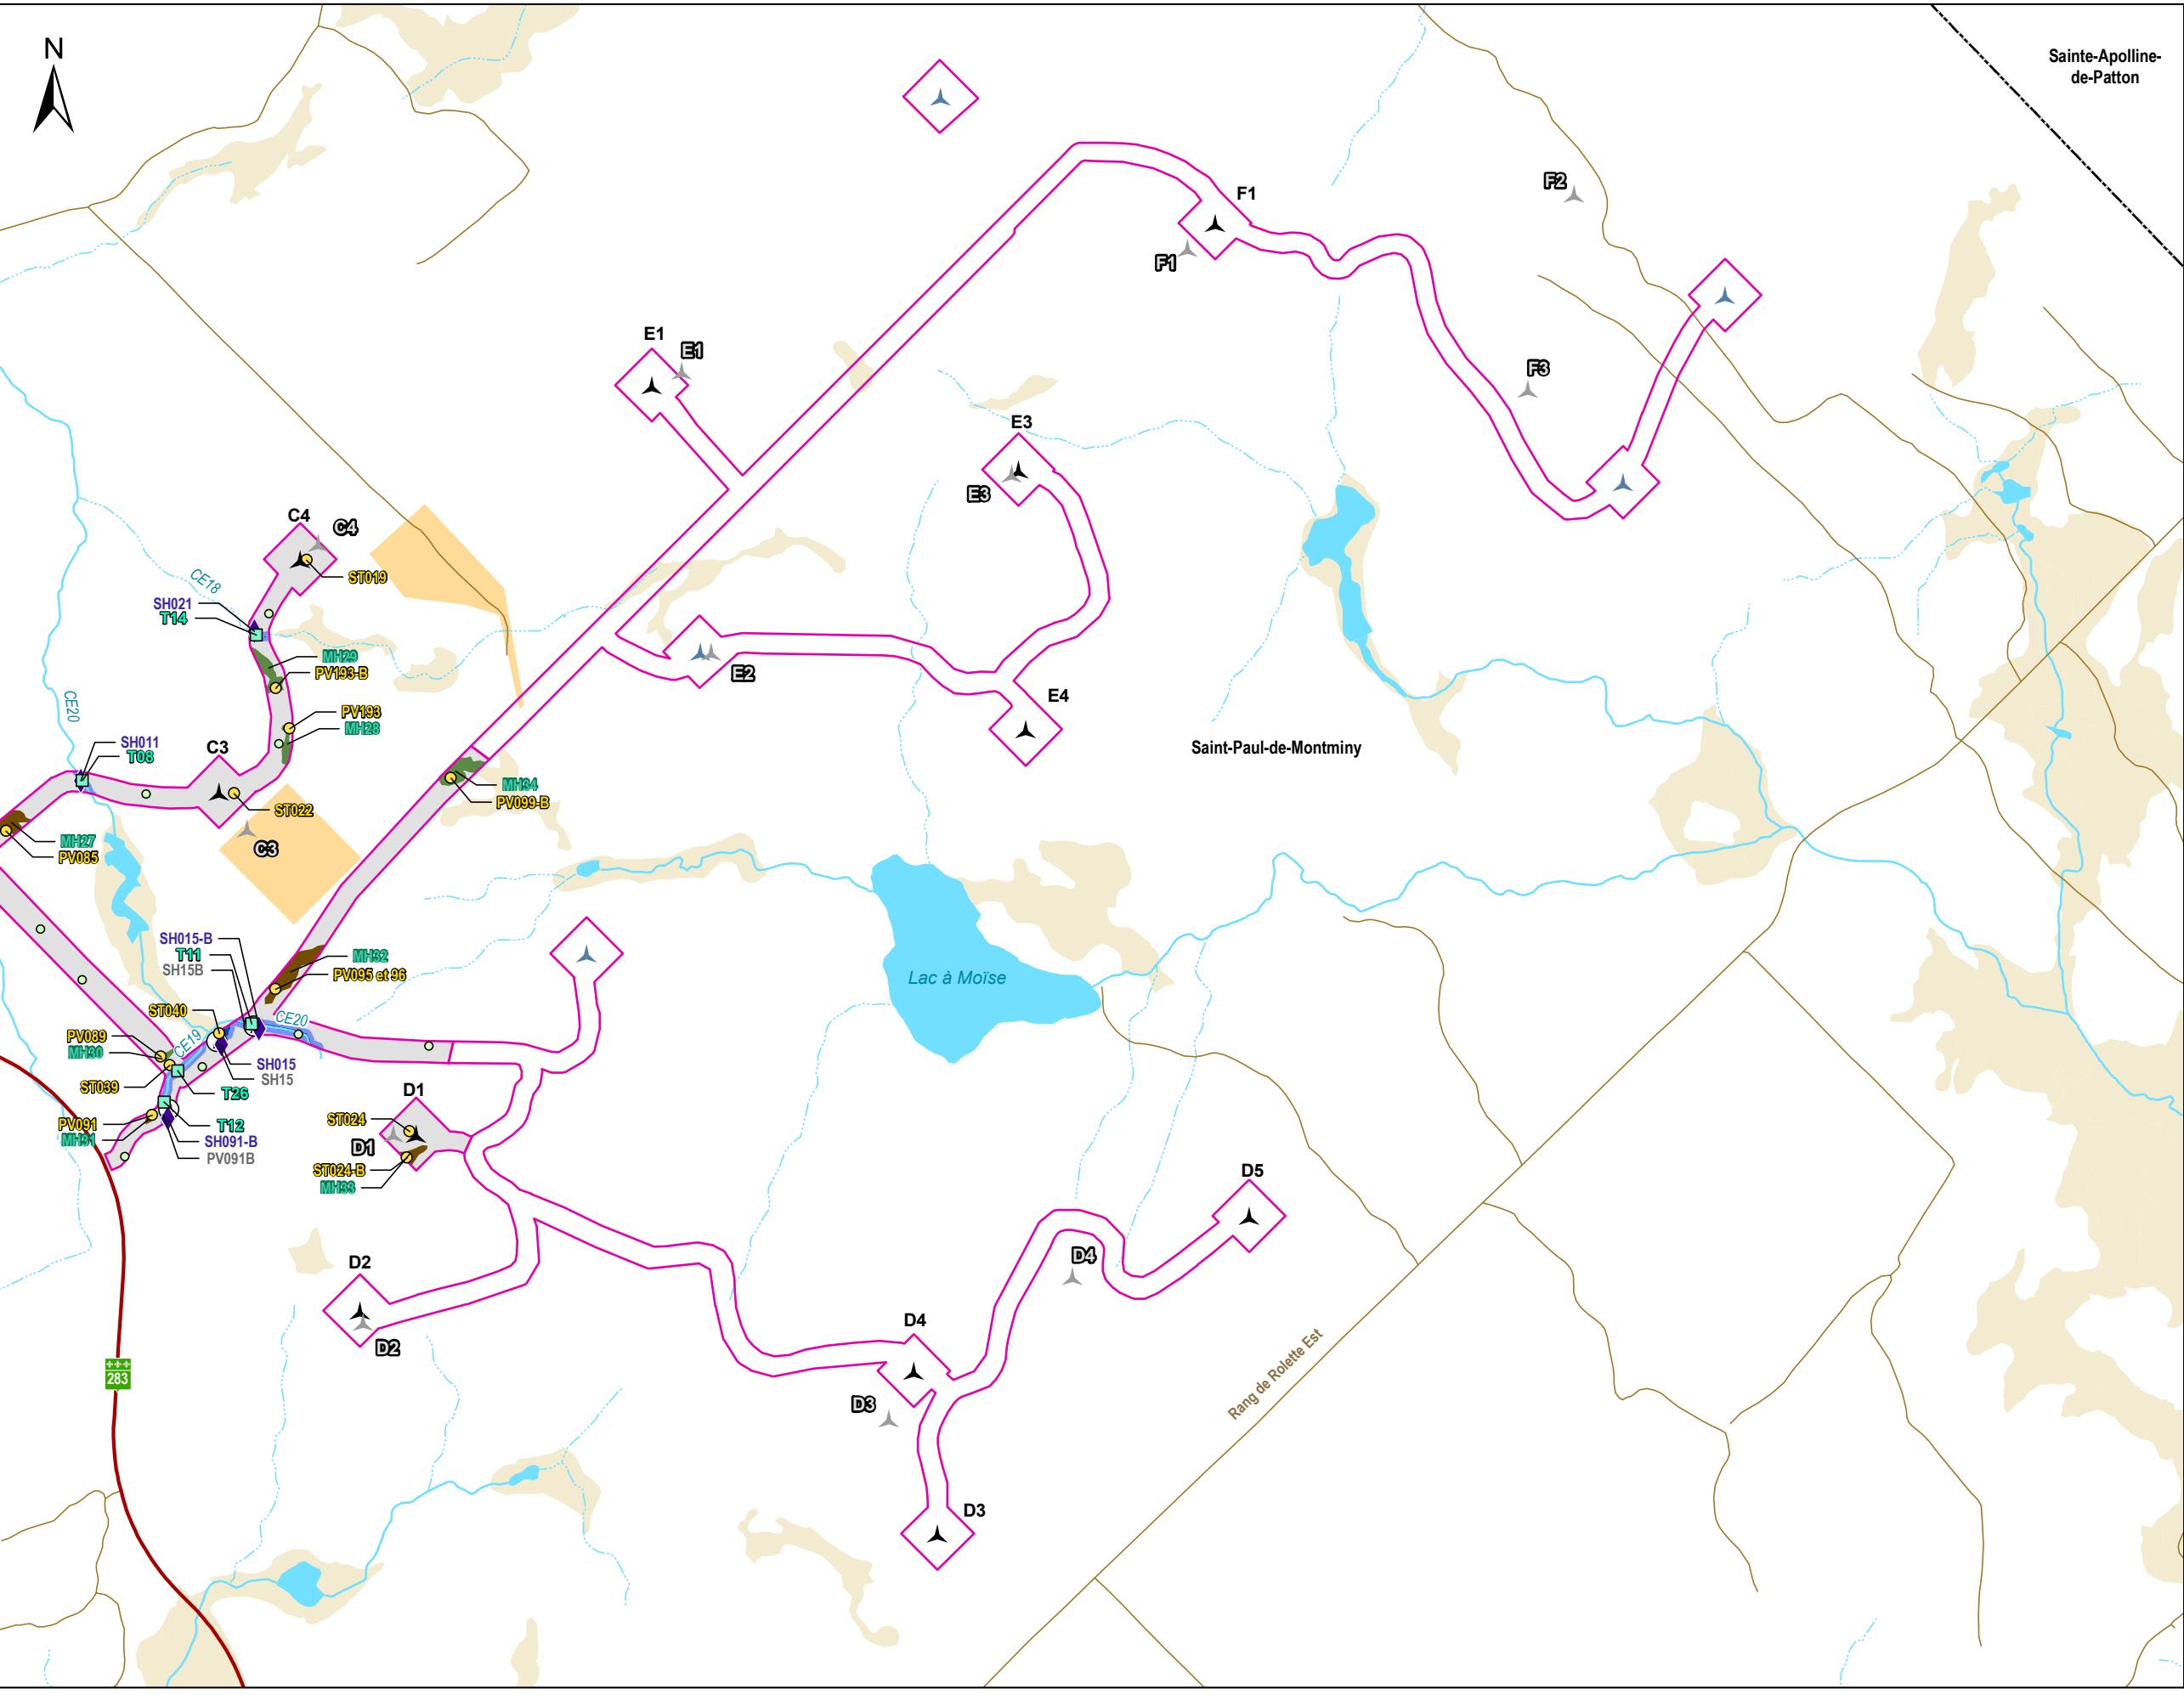 N
Sainte-Apolline-
de-Patton
F2
F1
F1
E1
E1
F3
E3
E3
C4
C4
ST019
CE18
SH021
T14
MH29
PV193-B
E2
CE20
E4
PV193
MH28
SH011
T08
C3
Saint-Paul-de-Montminy
MH34
PV099-B
ST022
MH27
PV085
C3
SH015-B
T11
SH15B
MH32
PV095 et 96
Lac à Moïse
ST040
CE20
PV089
MH30
CE19
SH015
SH15
ST039
T26
D1
ST024
PV091
MH31
T12
SH091-B
PV091B
D1
ST024-B
MH33
D5
D4
D2
D4
D2
283
Rang de Rolette Est
D3
D3